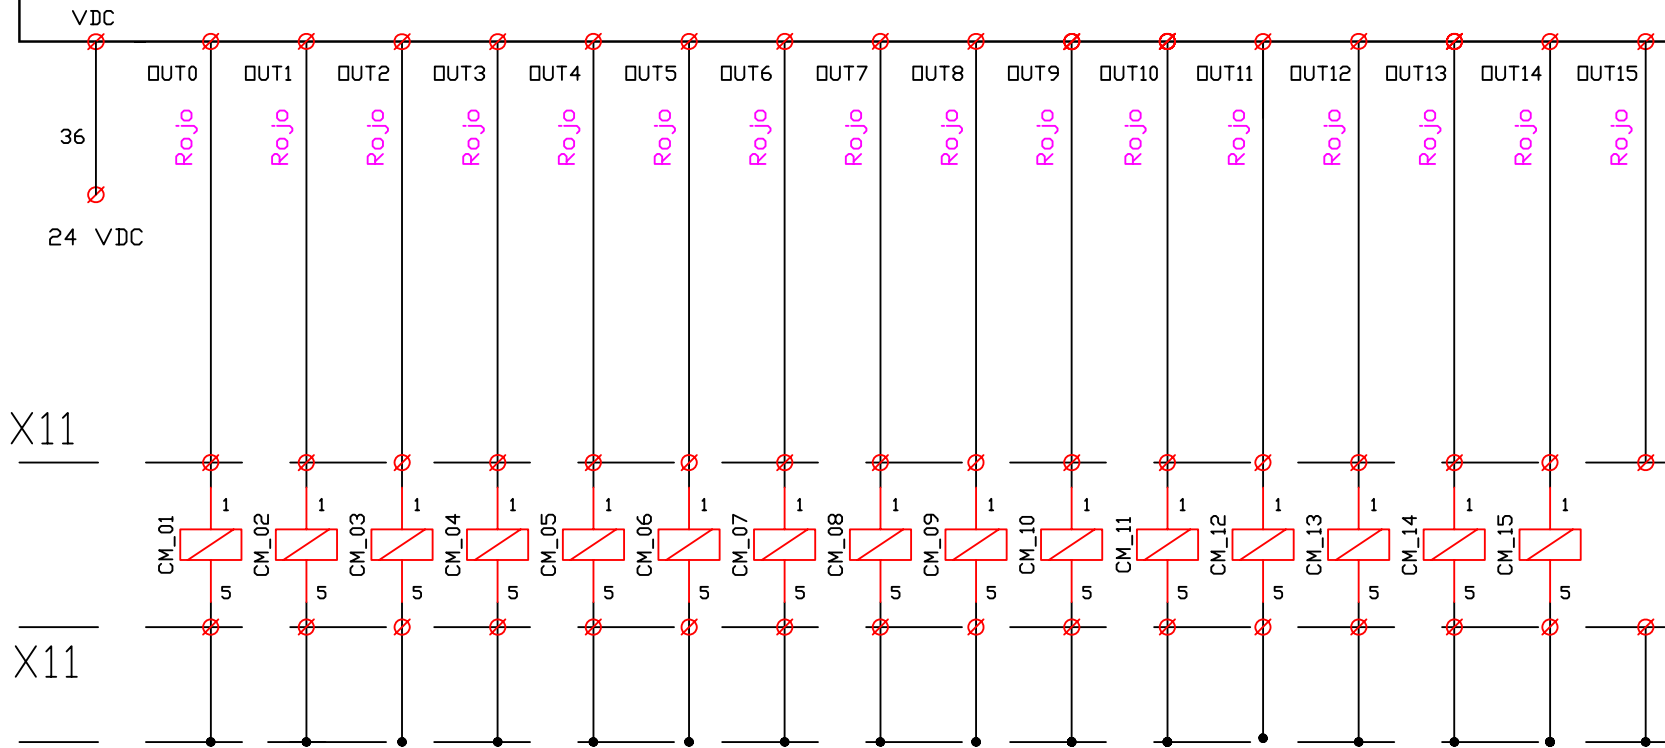 VDC
OUT0 OUT1 OUT2 OUT3 OUT4 OUT5 OUT6 OUT7 OUT8 OUT9 OUT10 OUT11 OUT12 OUT13 OUT14 OUT15
36 Rojo Rojo Rojo Rojo Rojo Rojo Rojo Rojo Rojo Rojo Rojo Rojo Rojo Rojo Rojo Rojo
24 VDC
X11
1 1 1 1 1 1 1 1 1 1 1 1 1 1 1
CM_01 CM_02 CM_03 CM_04 CM_05 CM_06 CM_07 CM_08 CM_09 CM_10 CM_11 CM_12 CM_13 CM_14 CM_15
5 5 5 5 5 5 5 5 5 5 5 5 5 5 5
X11